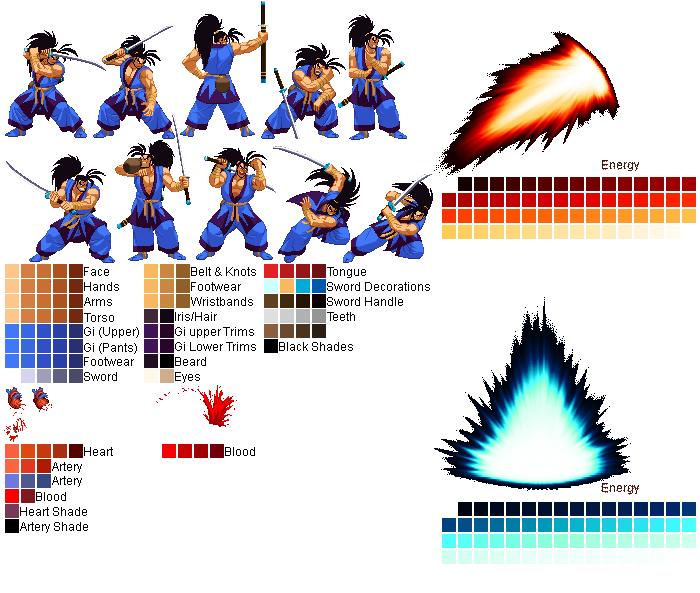 Energy
Face
Hands
Arms
Torso
Gi (Upper)
Gi (Pants)
Footwear
Sword
Belt & Knots
Footwear
Wristbands
Iris/Hair
Gi upper Trims
Gi Lower Trims
Beard
Eyes
Tongue
Sword Decorations
Sword Handle
Teeth
Black Shades
Heart
Artery
Artery
Blood
Heart Shade
Artery Shade
Blood
Energy